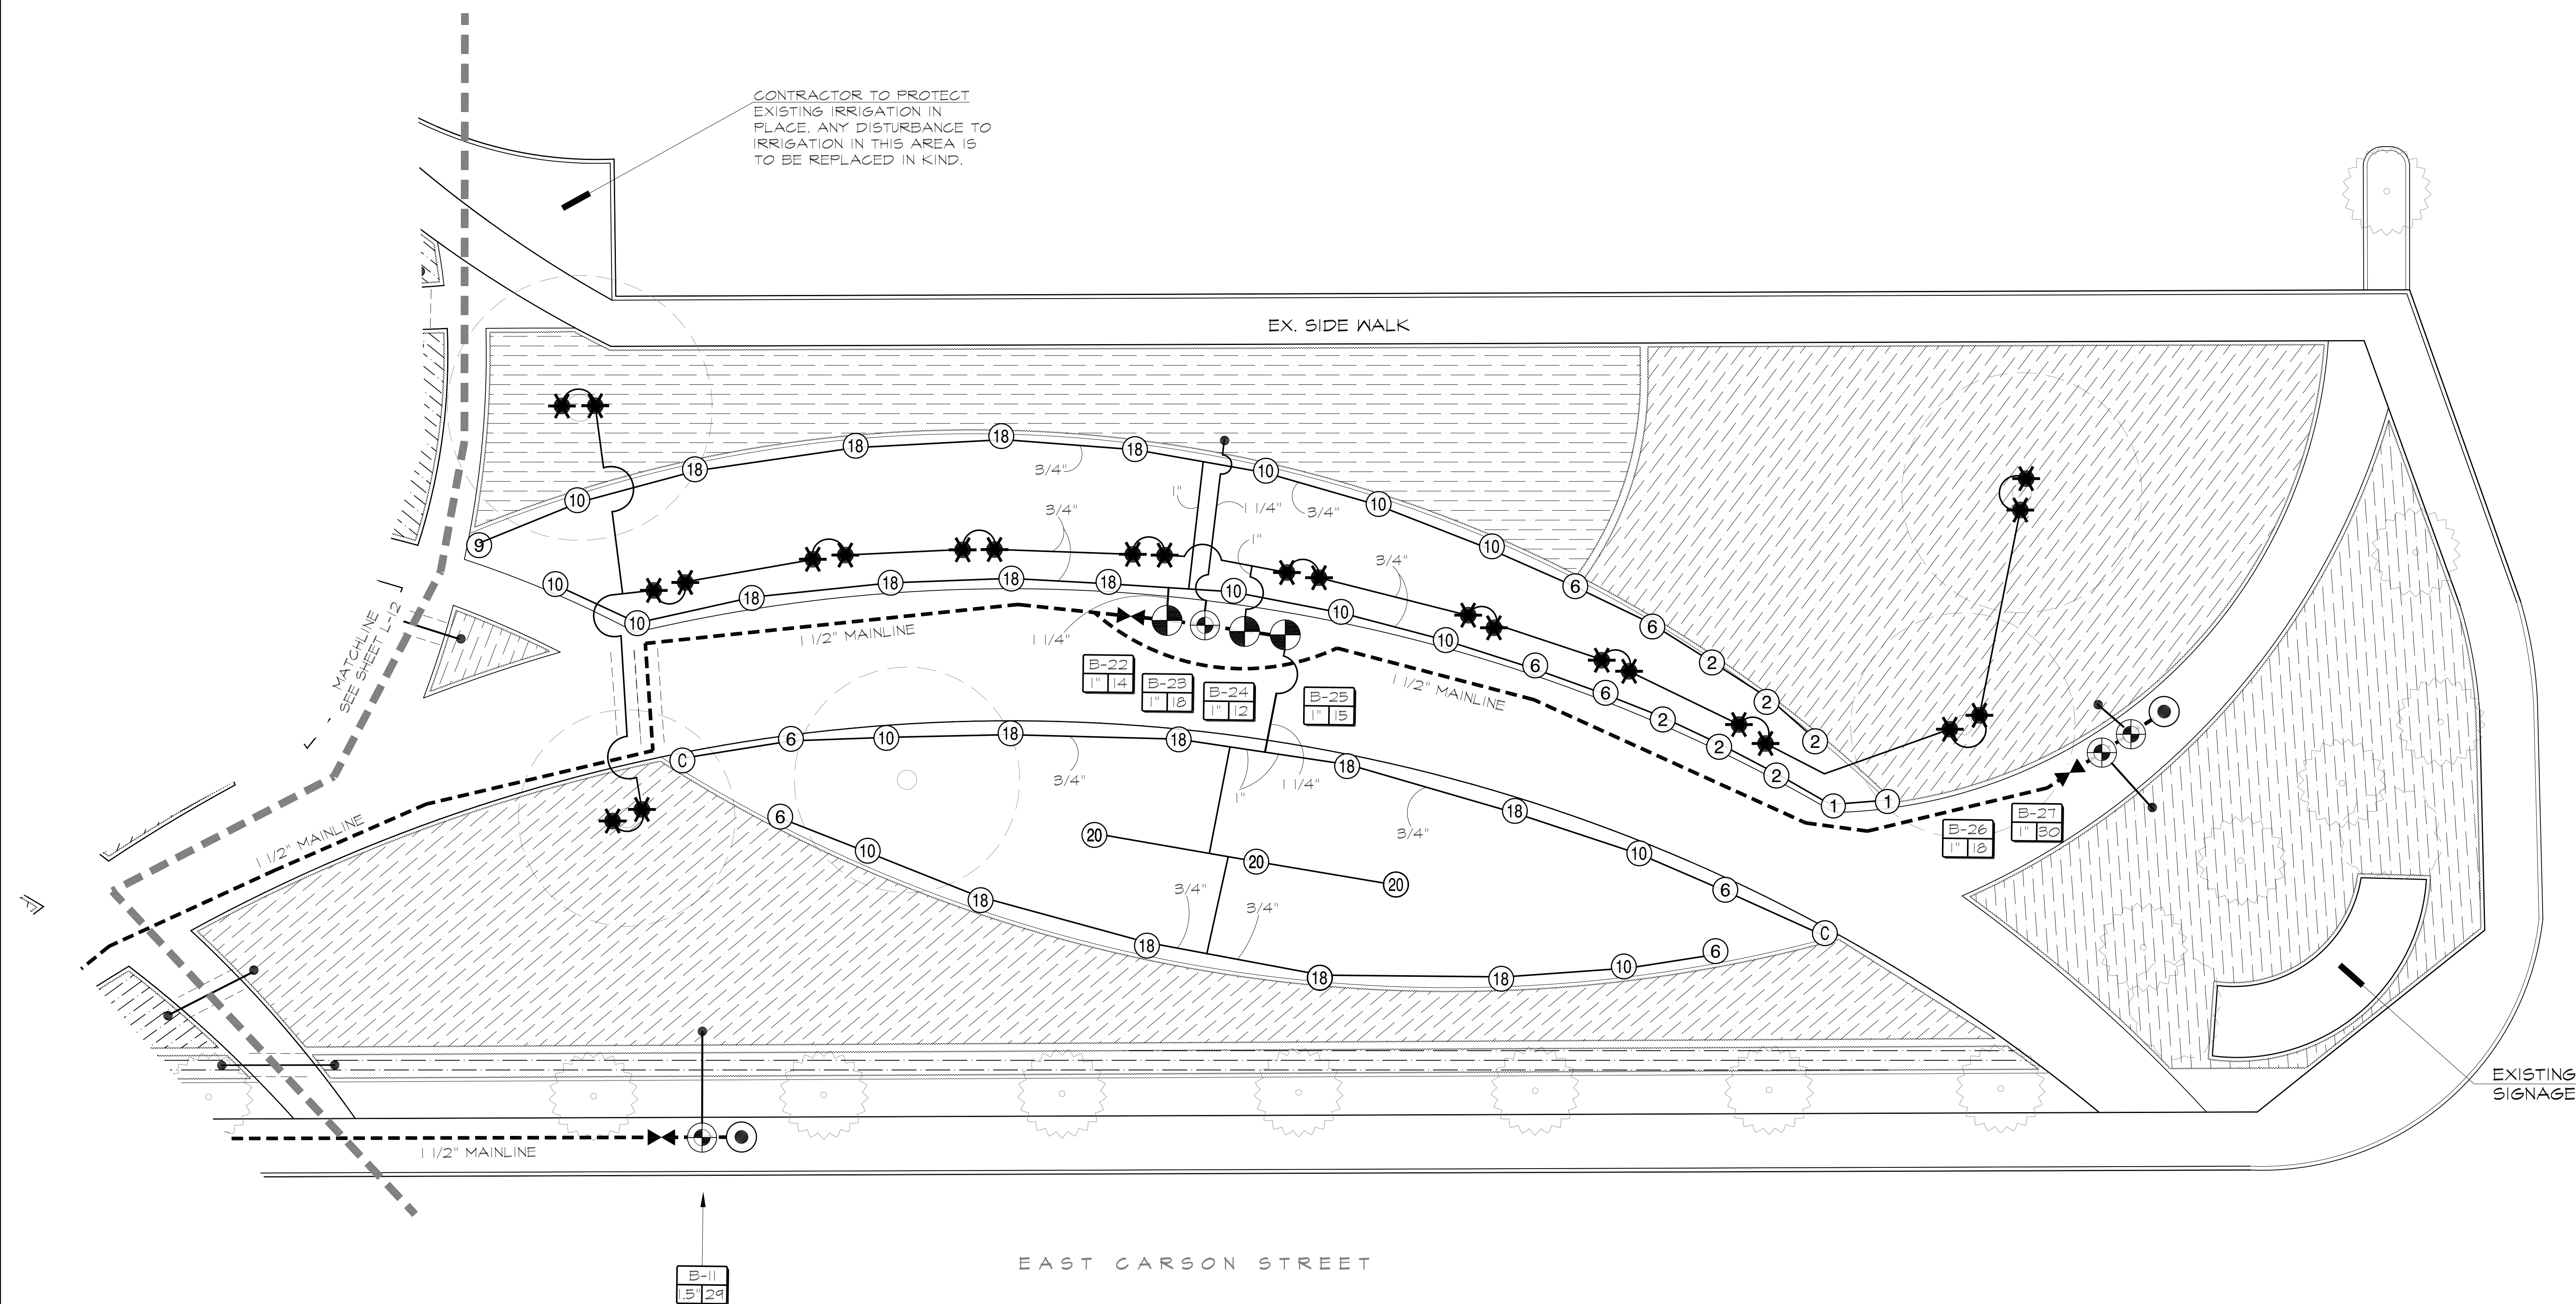 CONTRACTOR TO PROTECT
EXISTING IRRIGATION IN
PLACE. ANY DISTURBANCE TO
IRRIGATION IN THIS AREA IS
TO BE REPLACED IN KIND.
EX. SIDE WALK
18
18
18
18
10
10
9
3/4"
1"
1 1/4"
10
3/4"
10
10
6
6
2
2
2
3/4"
1"
3/4"
10
10
18
18
18
18
10
10
10
6
6
2
2
2
1
1
MATCHLINE
SEE SHEET L-12
1 1/2" MAINLINE
1 1/4"
1 1/2" MAINLINE
B-22
1" 14
B-23
1" 18
B-24
1" 12
B-25
1" 15
C
6
10
18
18
18
18
10
6
C
3/4"
1"
1 1/4"
3/4"
1 1/2" MAINLINE
20
20
20
6
10
18
18
18
18
10
6
3/4"
3/4"
B-26
1" 18
B-27
1" 30
EXISTING
SIGNAGE
1 1/2" MAINLINE
EAST CARSON STREET
B-11
1.5" 29